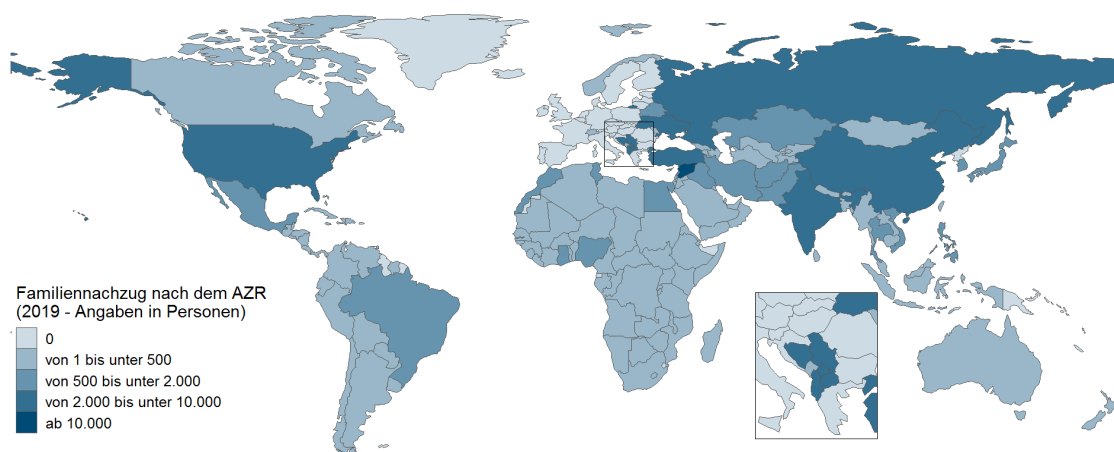 Familiennachzug nach dem AZR
(2019 - Angaben in Personen)
0
von 1 bis unter 500
von 500 bis unter 2.000
von 2.000 bis unter 10.000
ab 10.000